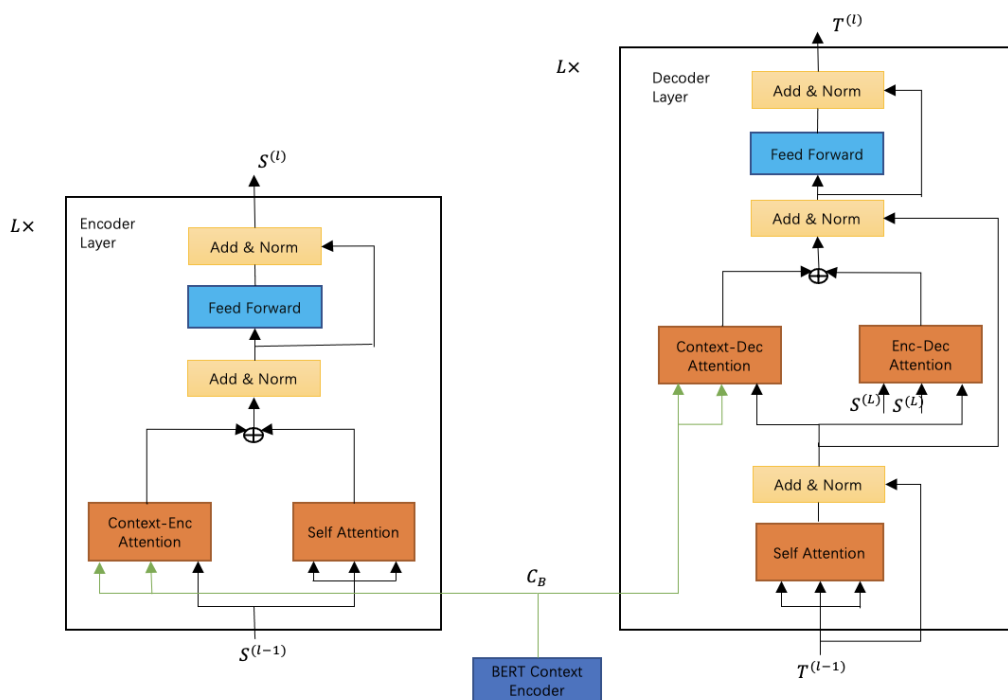 S^(l)
L×
Encoder
Layer
Add & Norm
Feed Forward
Add & Norm
Context-Enc
Attention
Self Attention
S^(l−1)
C_B
BERT Context
Encoder
T^(l)
L×
Decoder
Layer
Add & Norm
Feed Forward
Add & Norm
Context-Dec
Attention
Enc-Dec
Attention
S^(L) S^(L)
Add & Norm
Self Attention
T^(l−1)